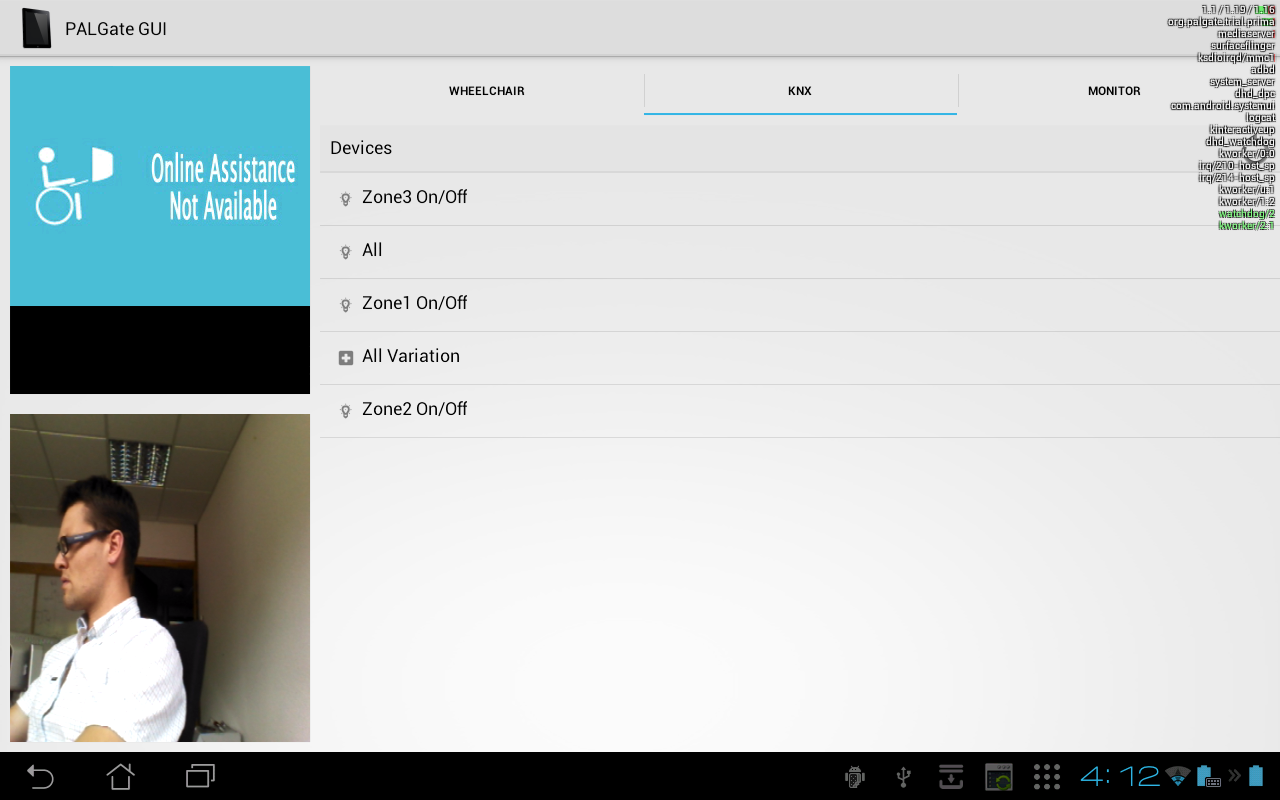 PALGate GUI
1.1 / 1.19 / 1.16
org.palgate.trial.prima
mediaserver
surfaceflinger
ksdioirqd/mmc1
adbd
system_server
dhd_dpc
com.android.systemui
logcat
kinteractiveup
dhd_watchdog
kworker/0:0
irq/210-host_sp
irq/214-host_sp
kworker/u:1
kworker/1:2
watchdog/2
kworker/2:1
Online Assistance
Not Available
WHEELCHAIR
KNX
MONITOR
Devices
Zone3 On/Off
All
Zone1 On/Off
All Variation
Zone2 On/Off
4:12